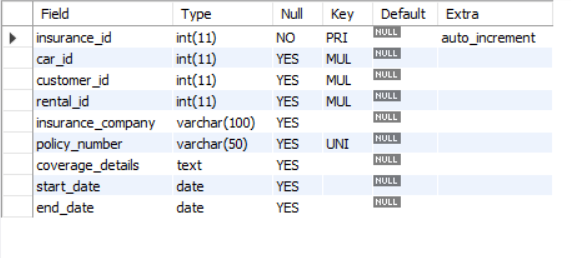 Field Type Null Key Default Extra
insurance_id int(11) NO PRI NULL auto_increment
car_id int(11) YES MUL NULL
customer_id int(11) YES MUL NULL
rental_id int(11) YES MUL NULL
insurance_company varchar(100) YES NULL
policy_number varchar(50) YES UNI NULL
coverage_details text YES NULL
start_date date YES NULL
end_date date YES NULL